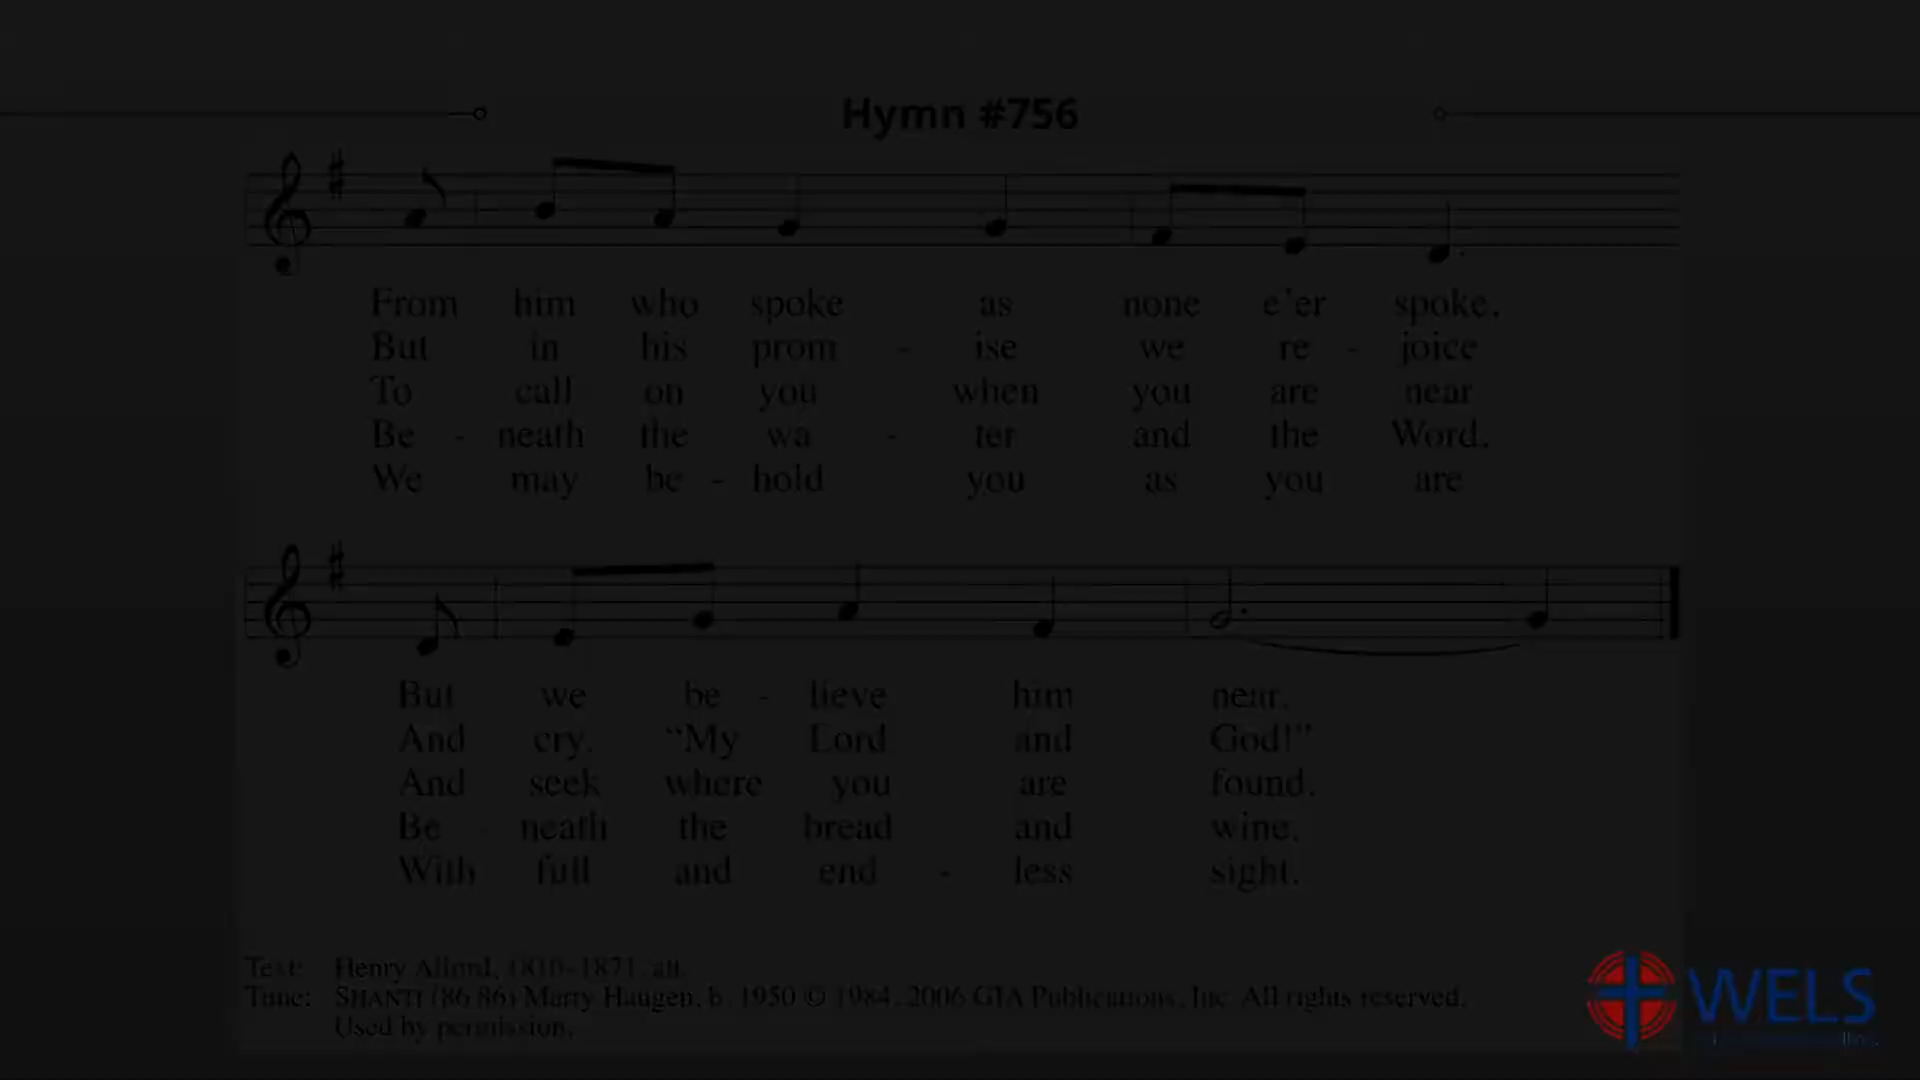 Hymn #756
From him who spoke as none e'er spoke,
But in his prom - ise we re - joice
To call on you when you are near
Be - neath the wa - ter and the Word,
We may be - hold you as you are
But we be - lieve him near.
And cry, “My Lord and God!”
And seek where you are found.
Be - neath the bread and wine.
With full and end - less sight.
Text: Henry Alford, 1810–1871, alt.
Tune: SHANTI (86 86) Marty Haugen, b. 1950 © 1984, 2006 GIA Publications, Inc. All rights reserved.
Used by permission.
WELS